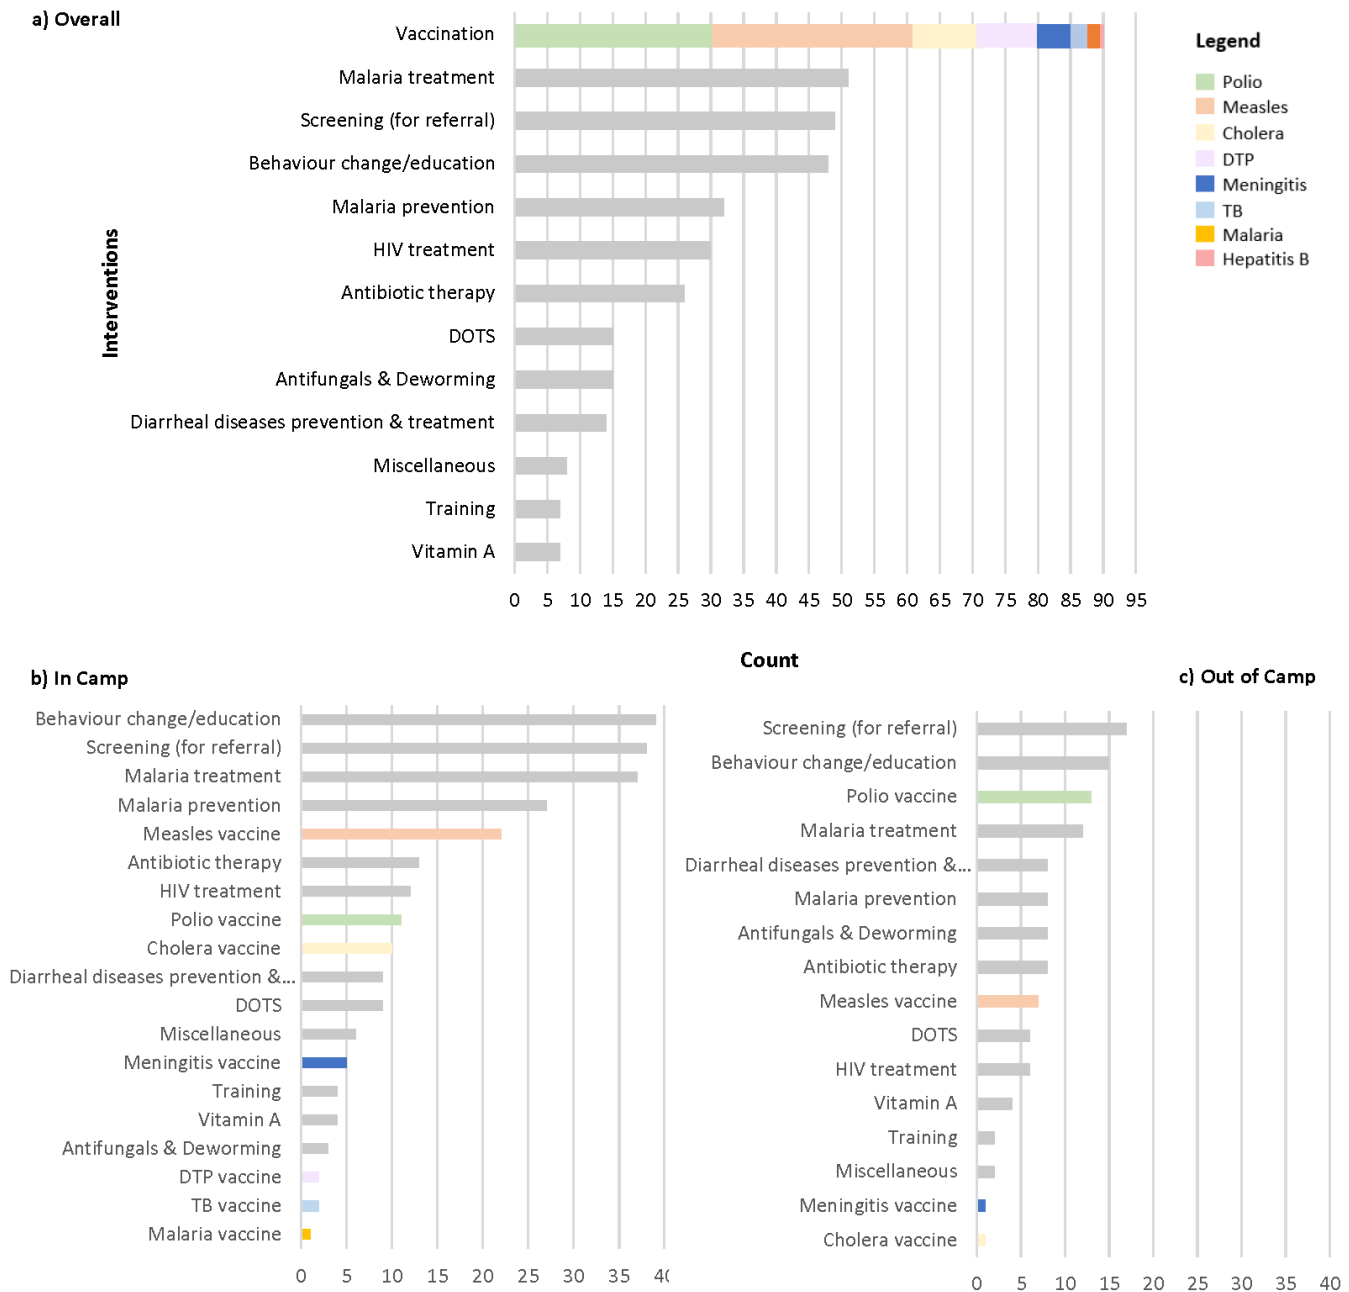 a) Overall
Vaccination
Malaria treatment
Screening (for referral)
Behaviour change/education
Malaria prevention
HIV treatment
Antibiotic therapy
DOTS
Antifungals & Deworming
Diarrheal diseases prevention & treatment
Miscellaneous
Training
Vitamin A
Interventions
0 5 10 15 20 25 30 35 40 45 50 55 60 65 70 75 80 85 90 95
Legend
Polio
Measles
Cholera
DTP
Meningitis
TB
Malaria
Hepatitis B
Count
b) In Camp
Behaviour change/education
Screening (for referral)
Malaria treatment
Malaria prevention
Measles vaccine
Antibiotic therapy
HIV treatment
Polio vaccine
Cholera vaccine
Diarrheal diseases prevention &...
DOTS
Miscellaneous
Meningitis vaccine
Training
Vitamin A
Antifungals & Deworming
DTP vaccine
TB vaccine
Malaria vaccine
0 5 10 15 20 25 30 35 40
c) Out of Camp
Screening (for referral)
Behaviour change/education
Polio vaccine
Malaria treatment
Diarrheal diseases prevention &...
Malaria prevention
Antifungals & Deworming
Antibiotic therapy
Measles vaccine
DOTS
HIV treatment
Vitamin A
Training
Miscellaneous
Meningitis vaccine
Cholera vaccine
0 5 10 15 20 25 30 35 40